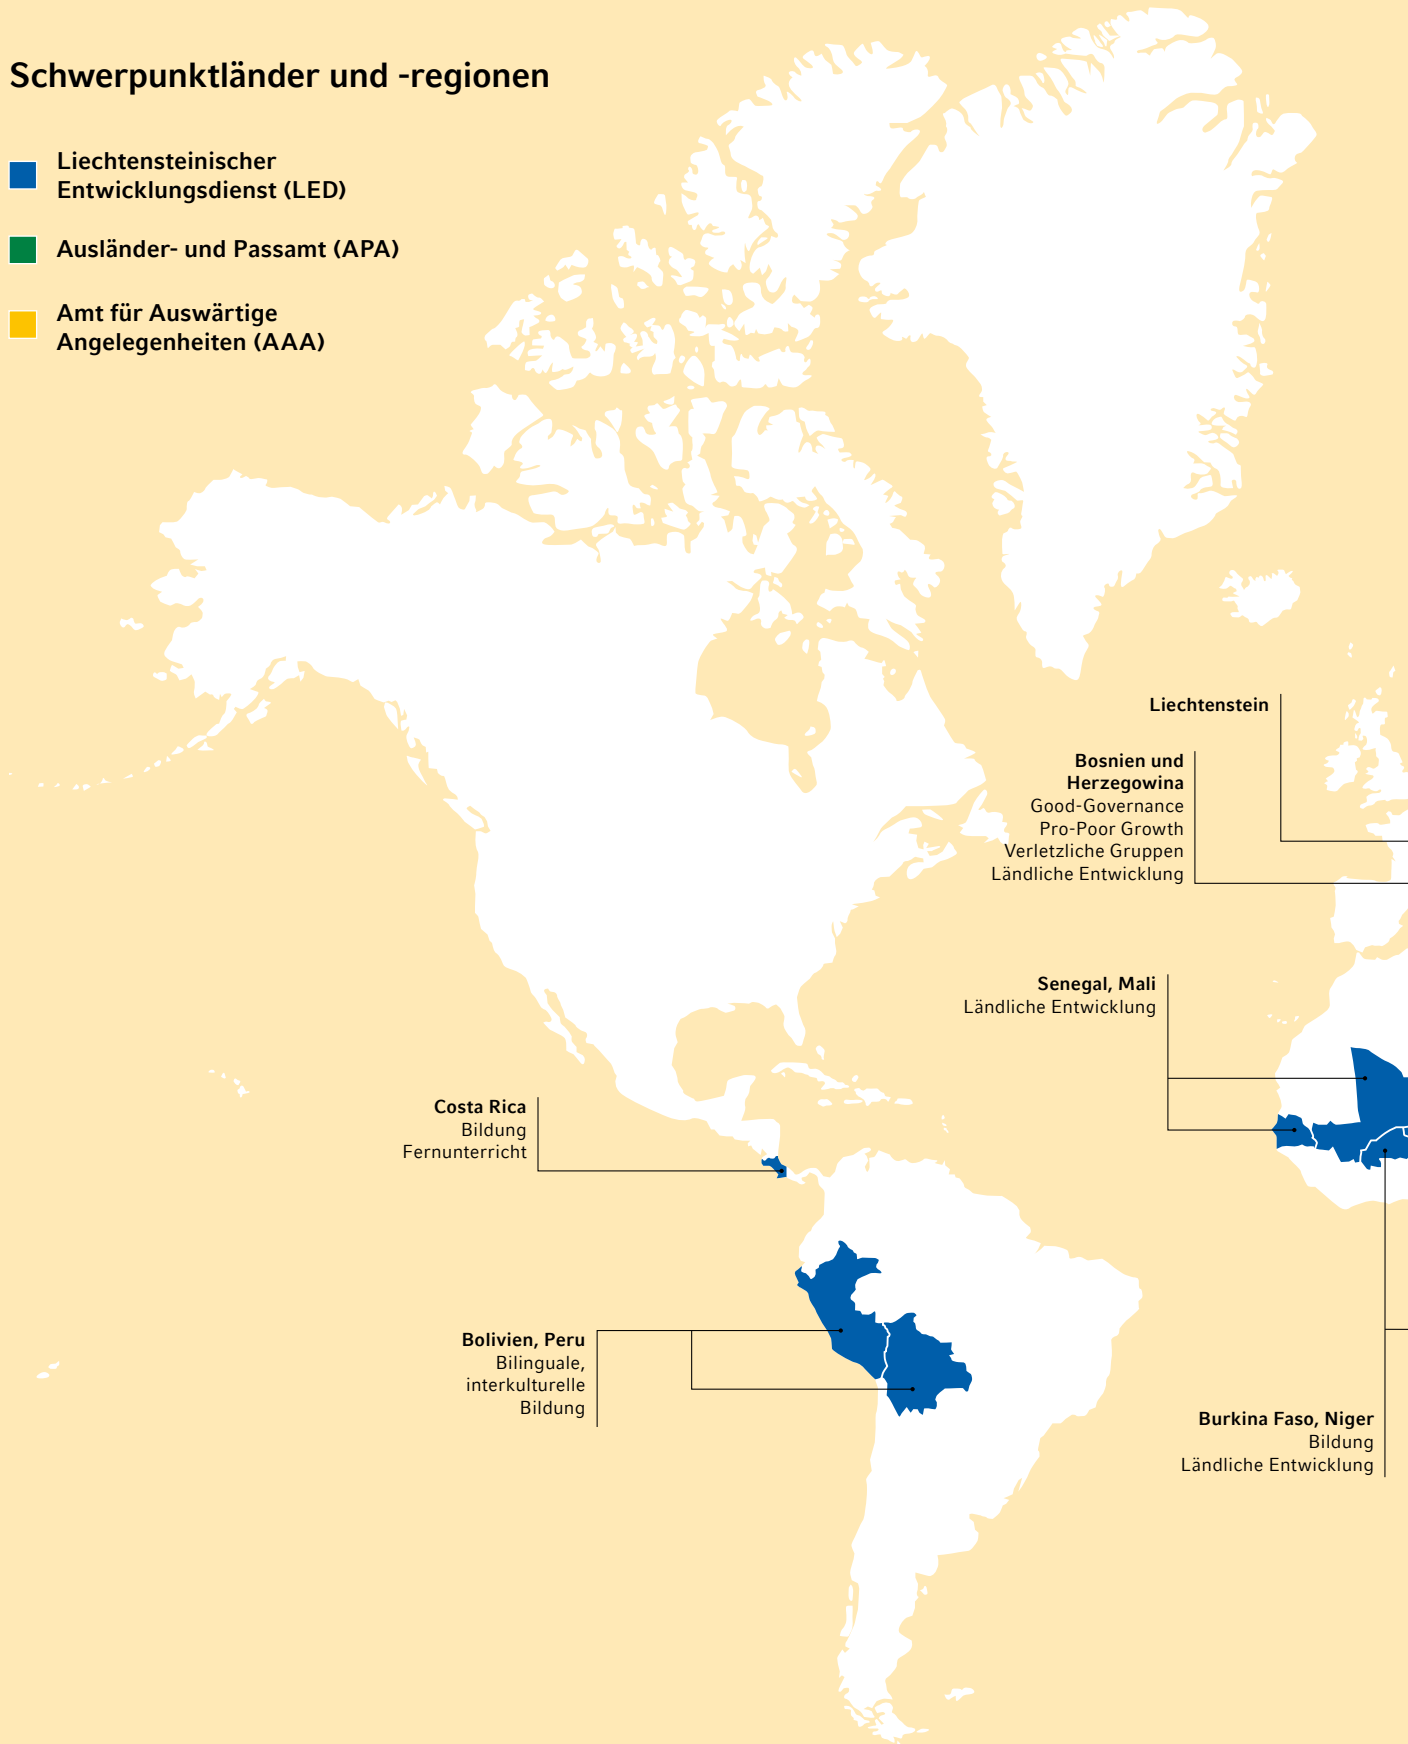 Schwerpunktländer und -regionen
Liechtensteinischer
Entwicklungsdienst (LED)
Ausländer- und Passamt (APA)
Amt für Auswärtige
Angelegenheiten (AAA)
Liechtenstein
Bosnien und
Herzegowina
Good-Governance
Pro-Poor Growth
Verletzliche Gruppen
Ländliche Entwicklung
Senegal, Mali
Ländliche Entwicklung
Costa Rica
Bildung
Fernunterricht
Bolivien, Peru
Bilinguale,
interkulturelle
Bildung
Burkina Faso, Niger
Bildung
Ländliche Entwicklung